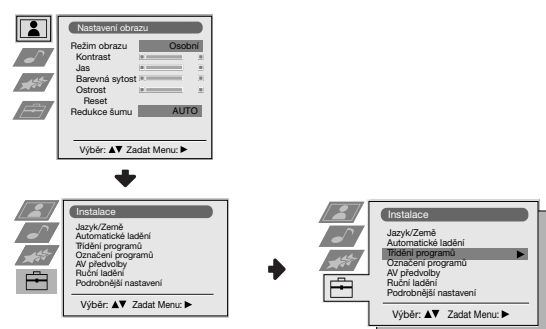 Nastavení obrazu
Režim obrazu Osobní
Kontrast
Jas
Barevná sytost
Ostrost
Reset
Redukce šumu AUTO
Výběr: ▲▼ Zadat Menu: ►
Instalace
Jazyk/Země
Automatické ladění
Třídění programů
Označení programů
AV předvolby
Ruční ladění
Podrobnější nastavení
Výběr: ▲▼ Zadat Menu: ►
Instalace
Jazyk/Země
Automatické ladění
Třídění programů
Označení programů
AV předvolby
Ruční ladění
Podrobnější nastavení
Výběr: ▲▼ Zadat Menu: ►